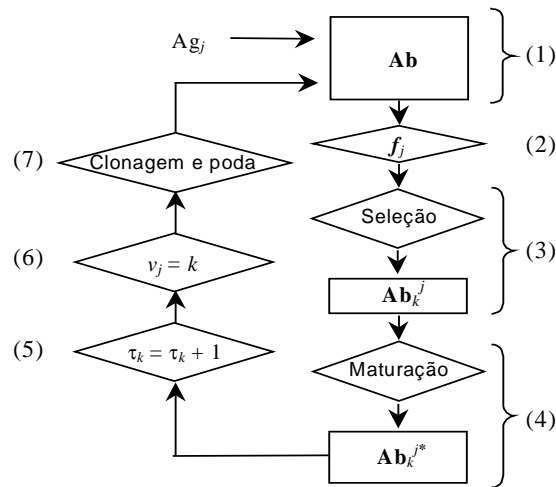 Ag_j
Ab
(1)
f_j
(2)
Seleção
Ab_k^j
(3)
Maturação
Ab_k^{j*}
(4)
τ_k = τ_k + 1
(5)
v_j = k
(6)
Clonagem e poda
(7)